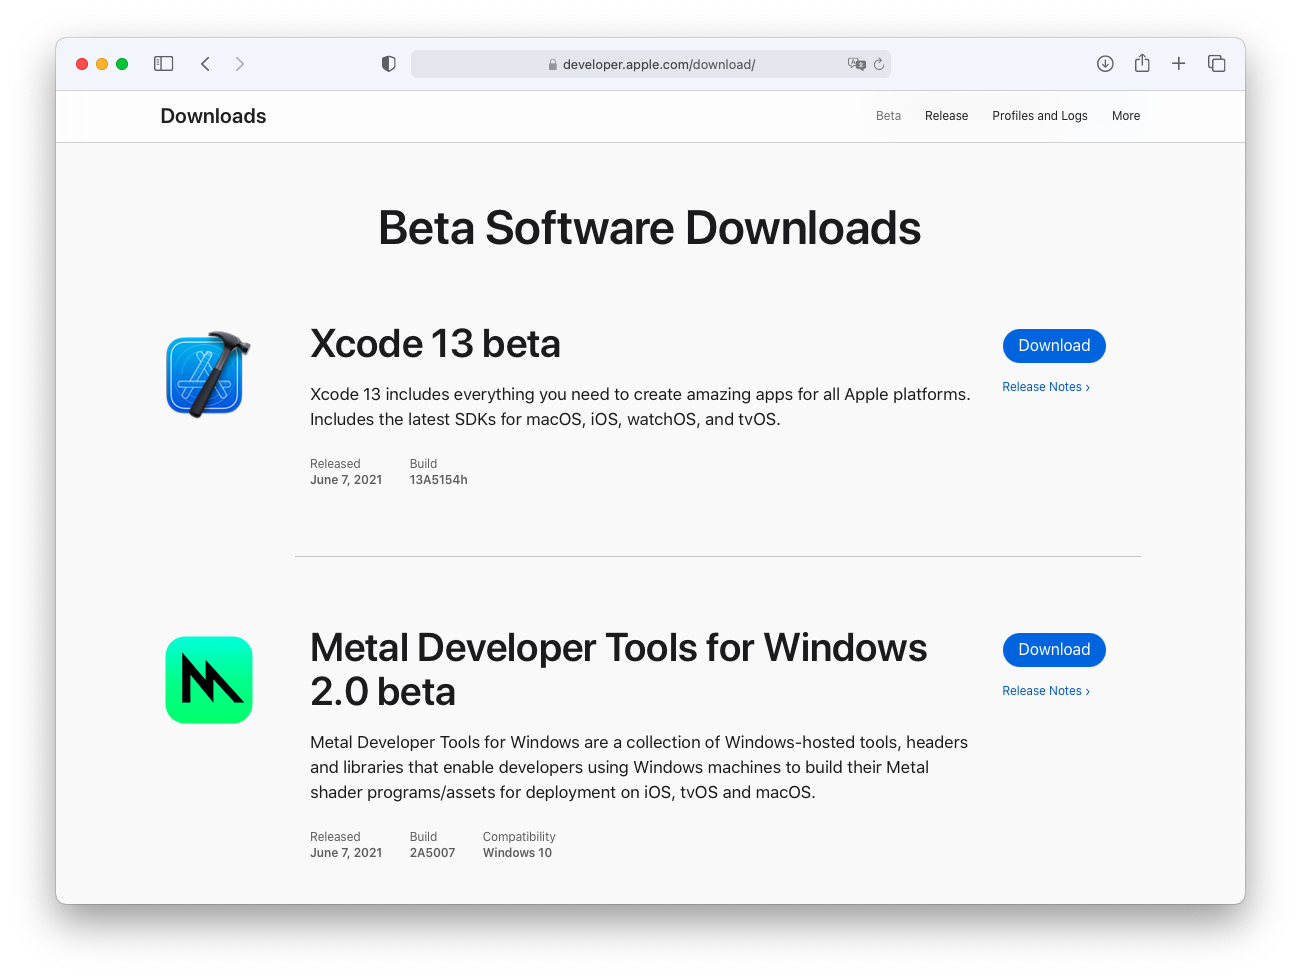 developer.apple.com/download/
Downloads
Beta Release Profiles and Logs More
Beta Software Downloads
Xcode 13 beta
Download
Xcode 13 includes everything you need to create amazing apps for all Apple platforms.
Includes the latest SDKs for macOS, iOS, watchOS, and tvOS.
Release Notes ›
Released Build
June 7, 2021 13A5154h
Metal Developer Tools for Windows
2.0 beta
Download
Release Notes ›
Metal Developer Tools for Windows are a collection of Windows-hosted tools, headers
and libraries that enable developers using Windows machines to build their Metal
shader programs/assets for deployment on iOS, tvOS and macOS.
Released Build Compatibility
June 7, 2021 2A5007 Windows 10